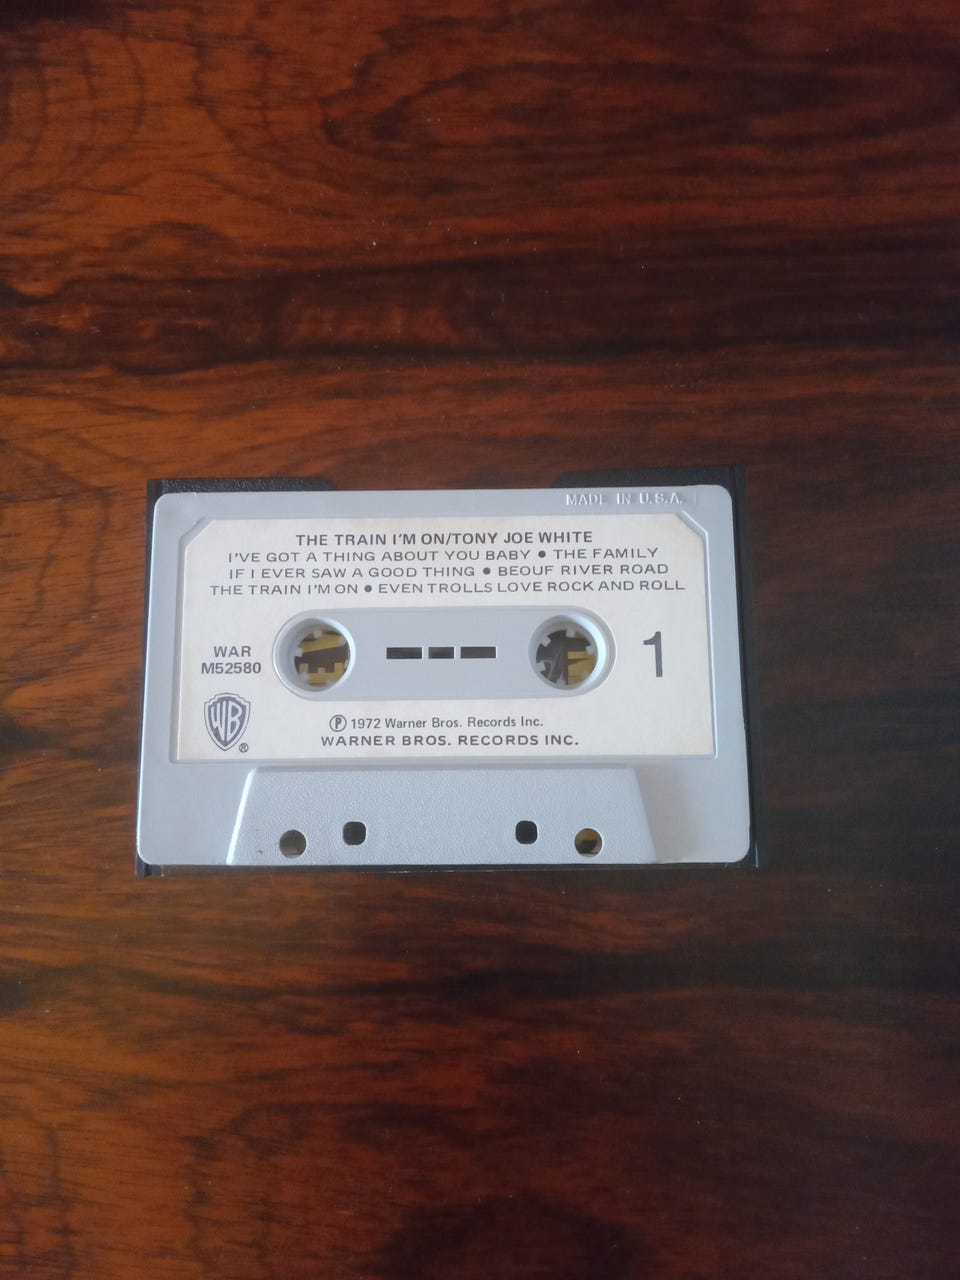 MADE IN U.S.A.
THE TRAIN I'M ON/TONY JOE WHITE
I'VE GOT A THING ABOUT YOU BABY • THE FAMILY
IF I EVER SAW A GOOD THING • BEOUF RIVER ROAD
THE TRAIN I'M ON • EVEN TROLLS LOVE ROCK AND ROLL
WAR
M52580
1
WB
®
℗ 1972 Warner Bros. Records Inc.
WARNER BROS. RECORDS INC.